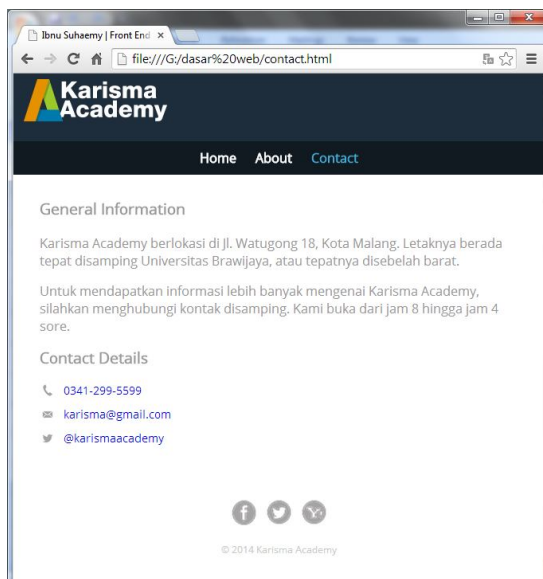 Ibnu Suhaemy | Front End
file:///G:/dasar%20web/contact.html
Karisma
Academy
Home About Contact
General Information
Karisma Academy berlokasi di Jl. Watugong 18, Kota Malang. Letaknya berada
tepat disamping Universitas Brawijaya, atau tepatnya disebelah barat.
Untuk mendapatkan informasi lebih banyak mengenai Karisma Academy,
silahkan menghubungi kontak disamping. Kami buka dari jam 8 hingga jam 4
sore.
Contact Details
0341-299-5599
karisma@gmail.com
@karismaacademy
© 2014 Karisma Academy